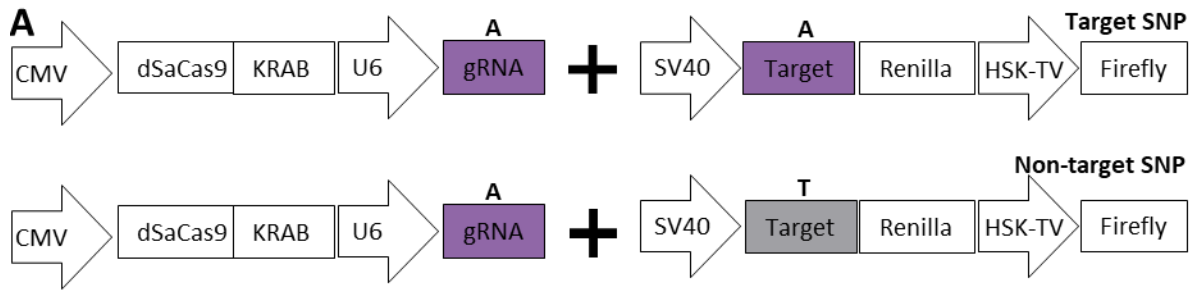 A
A A Target SNP
CMV dSaCas9 KRAB U6 gRNA + SV40 Target Renilla HSK-TV Firefly
Non-target SNP
A T
CMV dSaCas9 KRAB U6 gRNA + SV40 Target Renilla HSK-TV Firefly